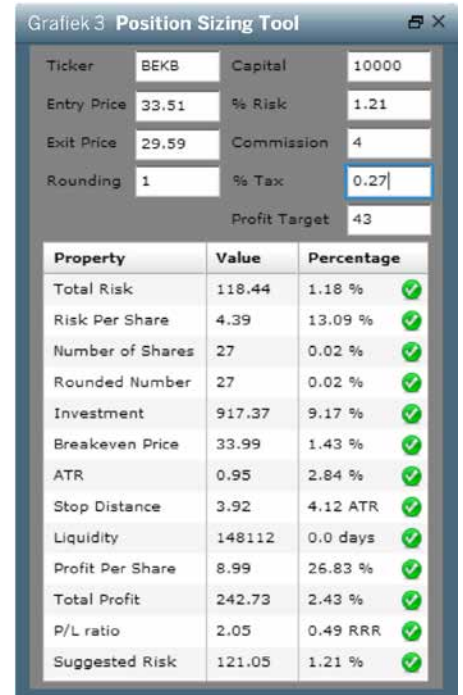 Grafiek 3 Position Sizing Tool
Ticker BEKB Capital 10000
Entry Price 33.51 % Risk 1.21
Exit Price 29.59 Commission 4
Rounding 1 % Tax 0.27
Profit Target 43
Property Value Percentage
Total Risk 118.44 1.18 %
Risk Per Share 4.39 13.09 %
Number of Shares 27 0.02 %
Rounded Number 27 0.02 %
Investment 917.37 9.17 %
Breakeven Price 33.99 1.43 %
ATR 0.95 2.84 %
Stop Distance 3.92 4.12 ATR
Liquidity 148112 0.0 days
Profit Per Share 8.99 26.83 %
Total Profit 242.73 2.43 %
P/L ratio 2.05 0.49 RRR
Suggested Risk 121.05 1.21 %